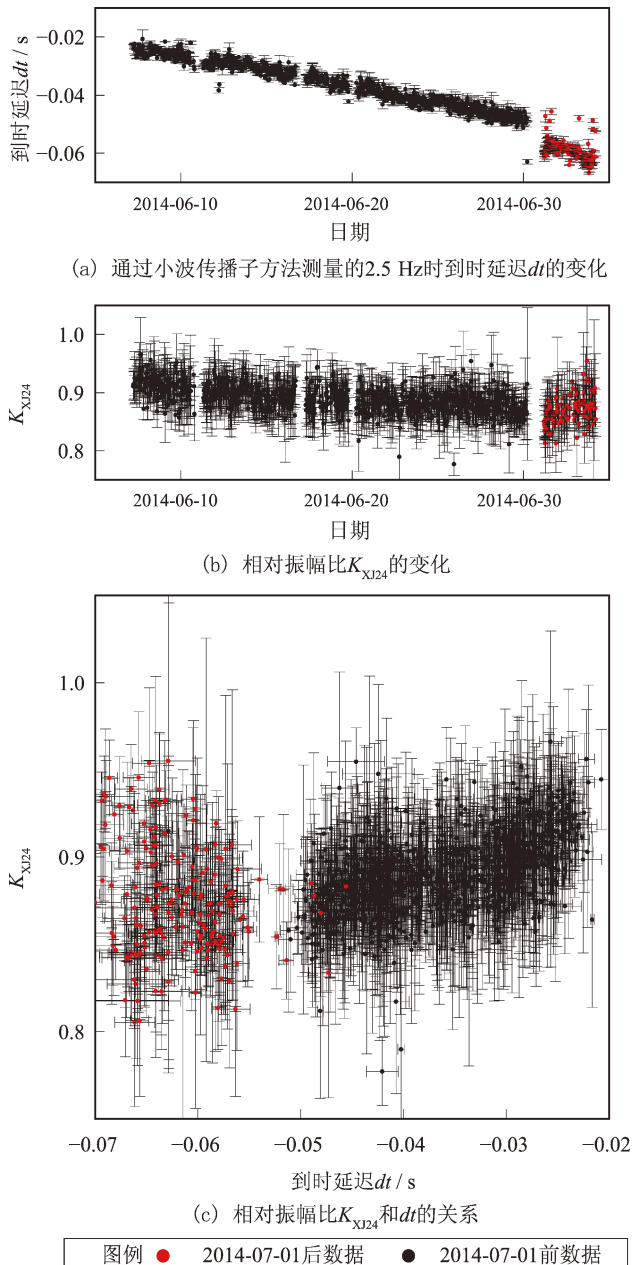 −0.02
−0.04
−0.06
到时延迟dt / s
2014-06-10 2014-06-20 2014-06-30
日期
(a) 通过小波传播子方法测量的2.5 Hz时到时延迟dt的变化
1.0
0.9
0.8
K_XJ24
2014-06-10 2014-06-20 2014-06-30
日期
(b) 相对振幅比K_XJ24的变化
1.0
0.9
0.8
K_XJ24
−0.07 −0.06 −0.05 −0.04 −0.03 −0.02
到时延迟dt / s
(c) 相对振幅比K_XJ24和dt的关系
图例 2014-07-01后数据 2014-07-01前数据